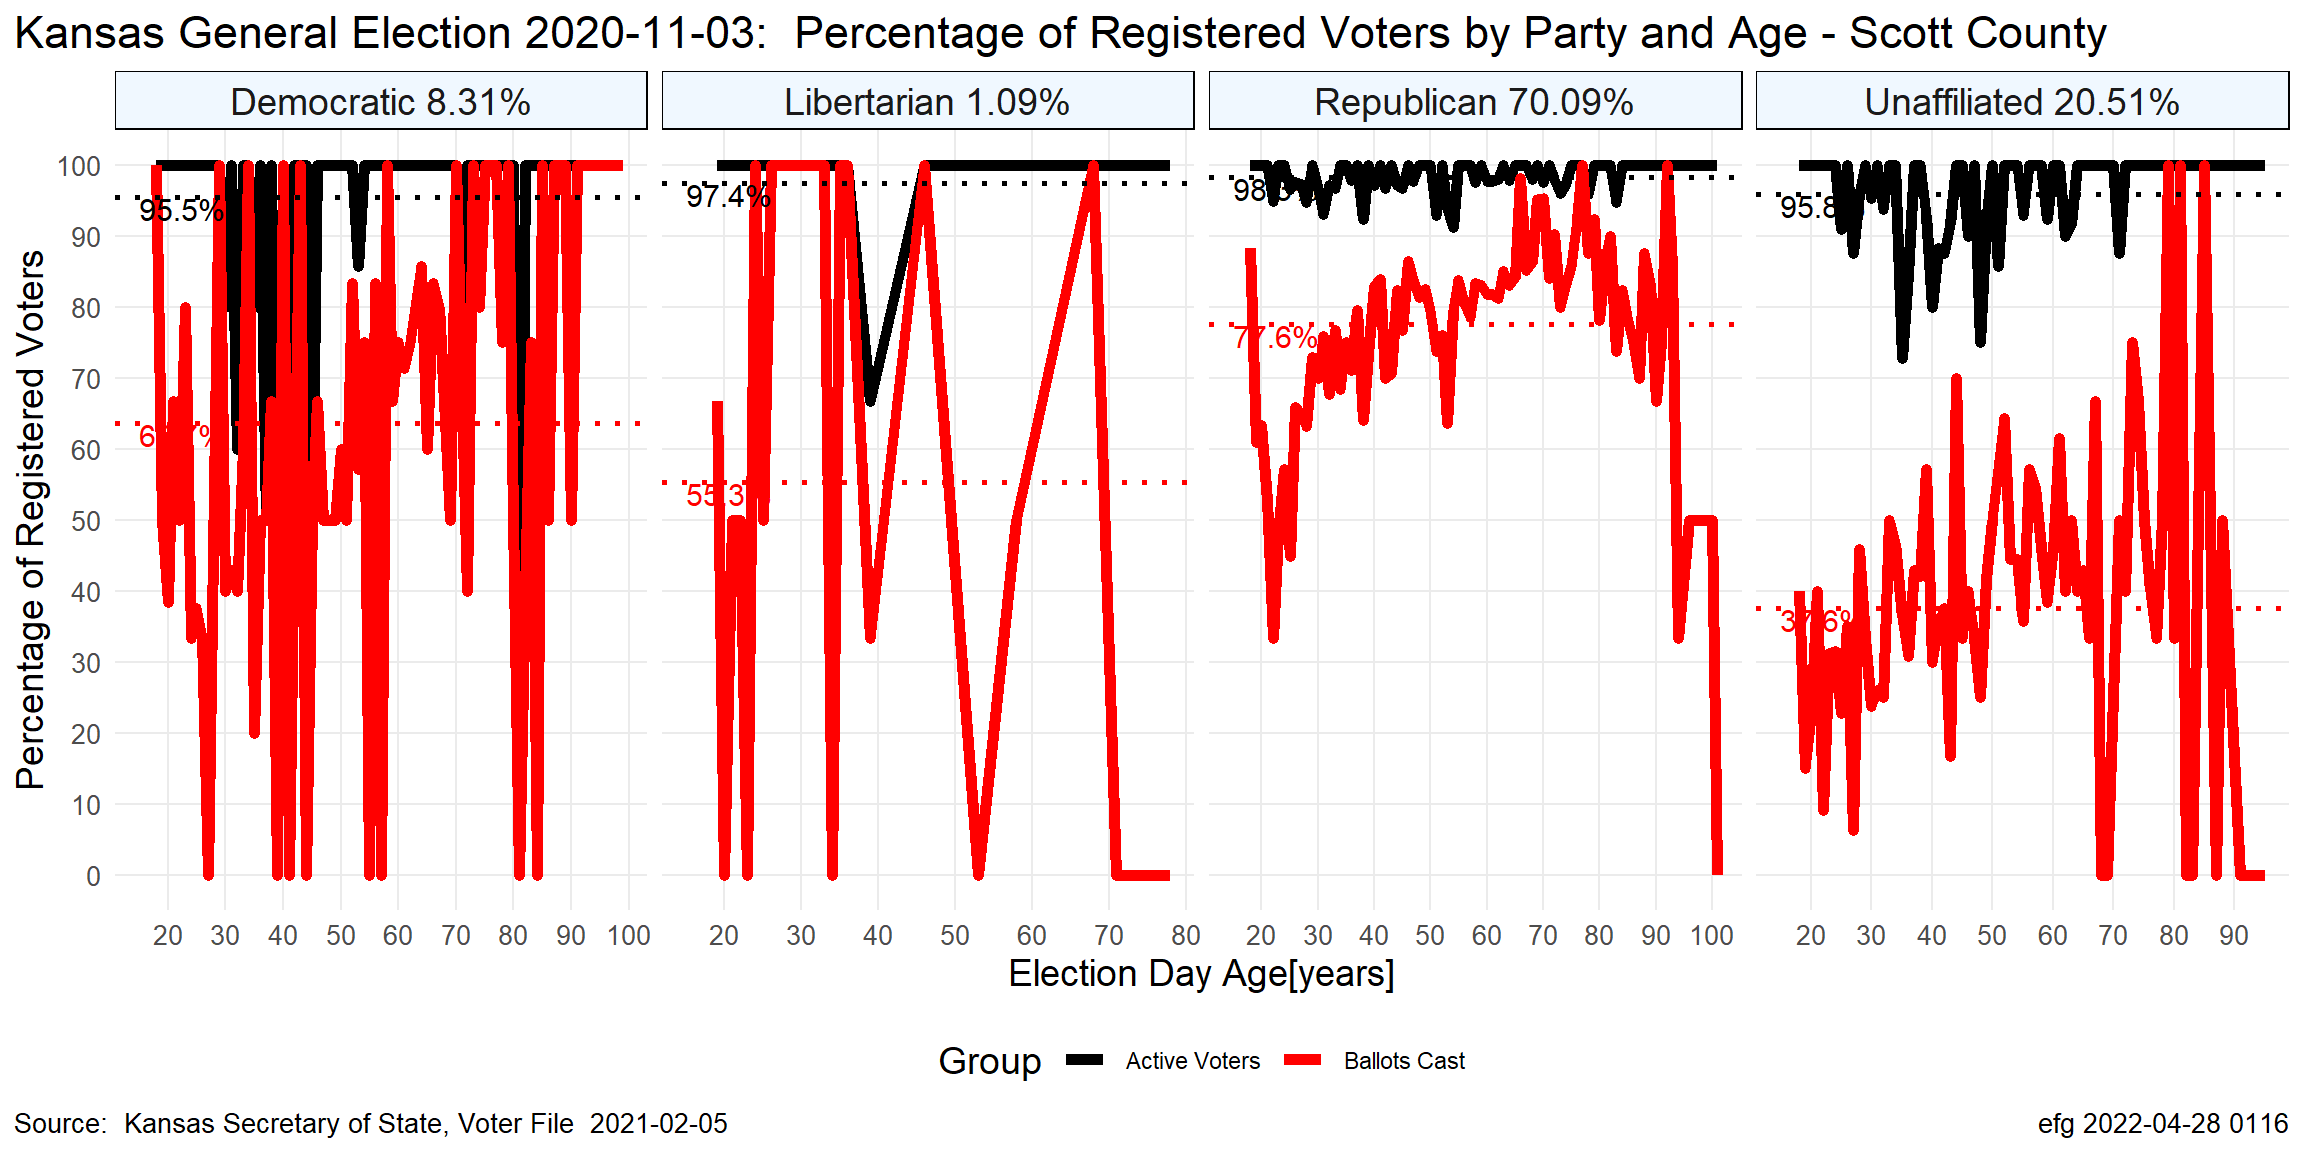 Kansas General Election 2020-11-03:  Percentage of Registered Voters by Party and Age - Scott County
Democratic 8.31%
Libertarian 1.09%
Republican 70.09%
Unaffiliated 20.51%
Percentage of Registered Voters
100
90
80
70
60
50
40
30
20
10
0
95.5%
97.4%
77.6%
20 30 40 50 60 70 80 90 100
20 30 40 50 60 70 80
20 30 40 50 60 70 80 90 100
20 30 40 50 60 70 80 90
Election Day Age[years]
Group Active Voters Ballots Cast
Source:  Kansas Secretary of State, Voter File  2021-02-05
efg 2022-04-28 0116